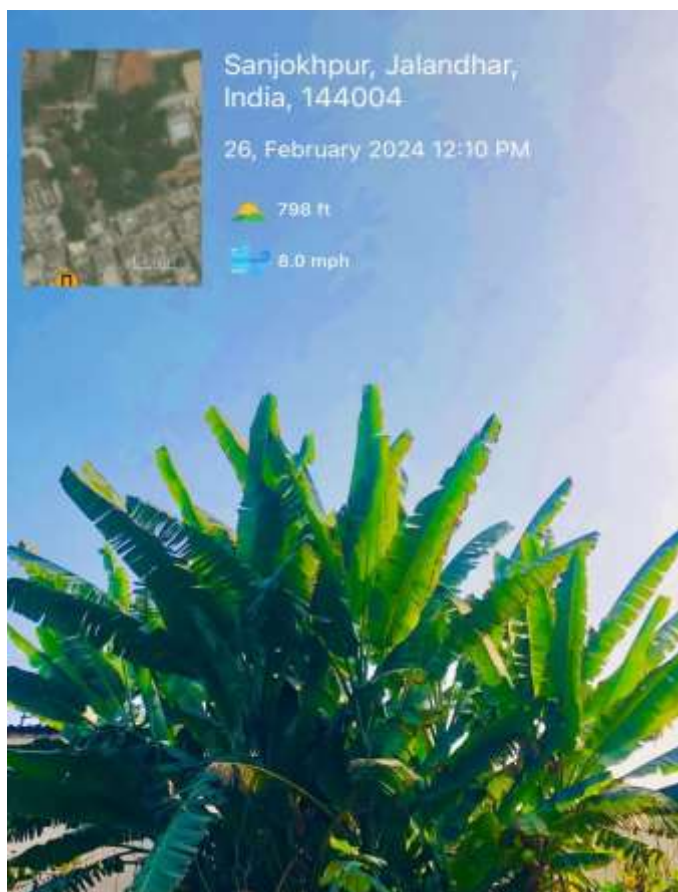 Sanjokhpur, Jalandhar,
India, 144004
26, February 2024 12:10 PM
798 ft
8.0 mph